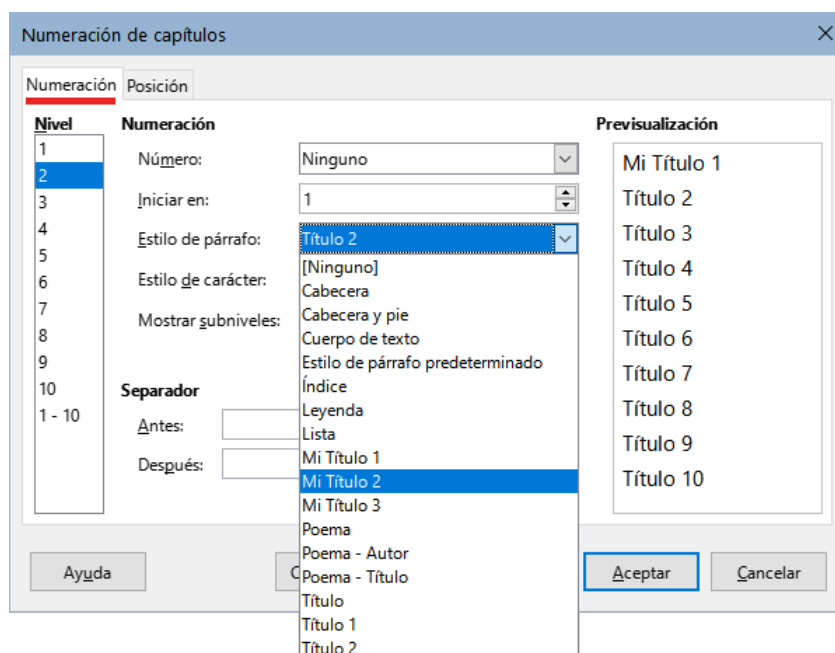 Numeración de capítulos
Numeración Posición
Nivel
1
2
3
4
5
6
7
8
9
10
1 - 10
Numeración
Número: Ninguno
Iniciar en: 1
Estilo de párrafo: Título 2
Estilo de carácter:
Mostrar subniveles:
Separador
Antes:
Después:
[Ninguno]
Cabecera
Cabecera y pie
Cuerpo de texto
Estilo de párrafo predeterminado
Índice
Leyenda
Lista
Mi Título 1
Mi Título 2
Mi Título 3
Poema
Poema - Autor
Poema - Título
Título
Título 1
Título 2
Previsualización
Mi Título 1
Título 2
Título 3
Título 4
Título 5
Título 6
Título 7
Título 8
Título 9
Título 10
Ayuda
Aceptar
Cancelar